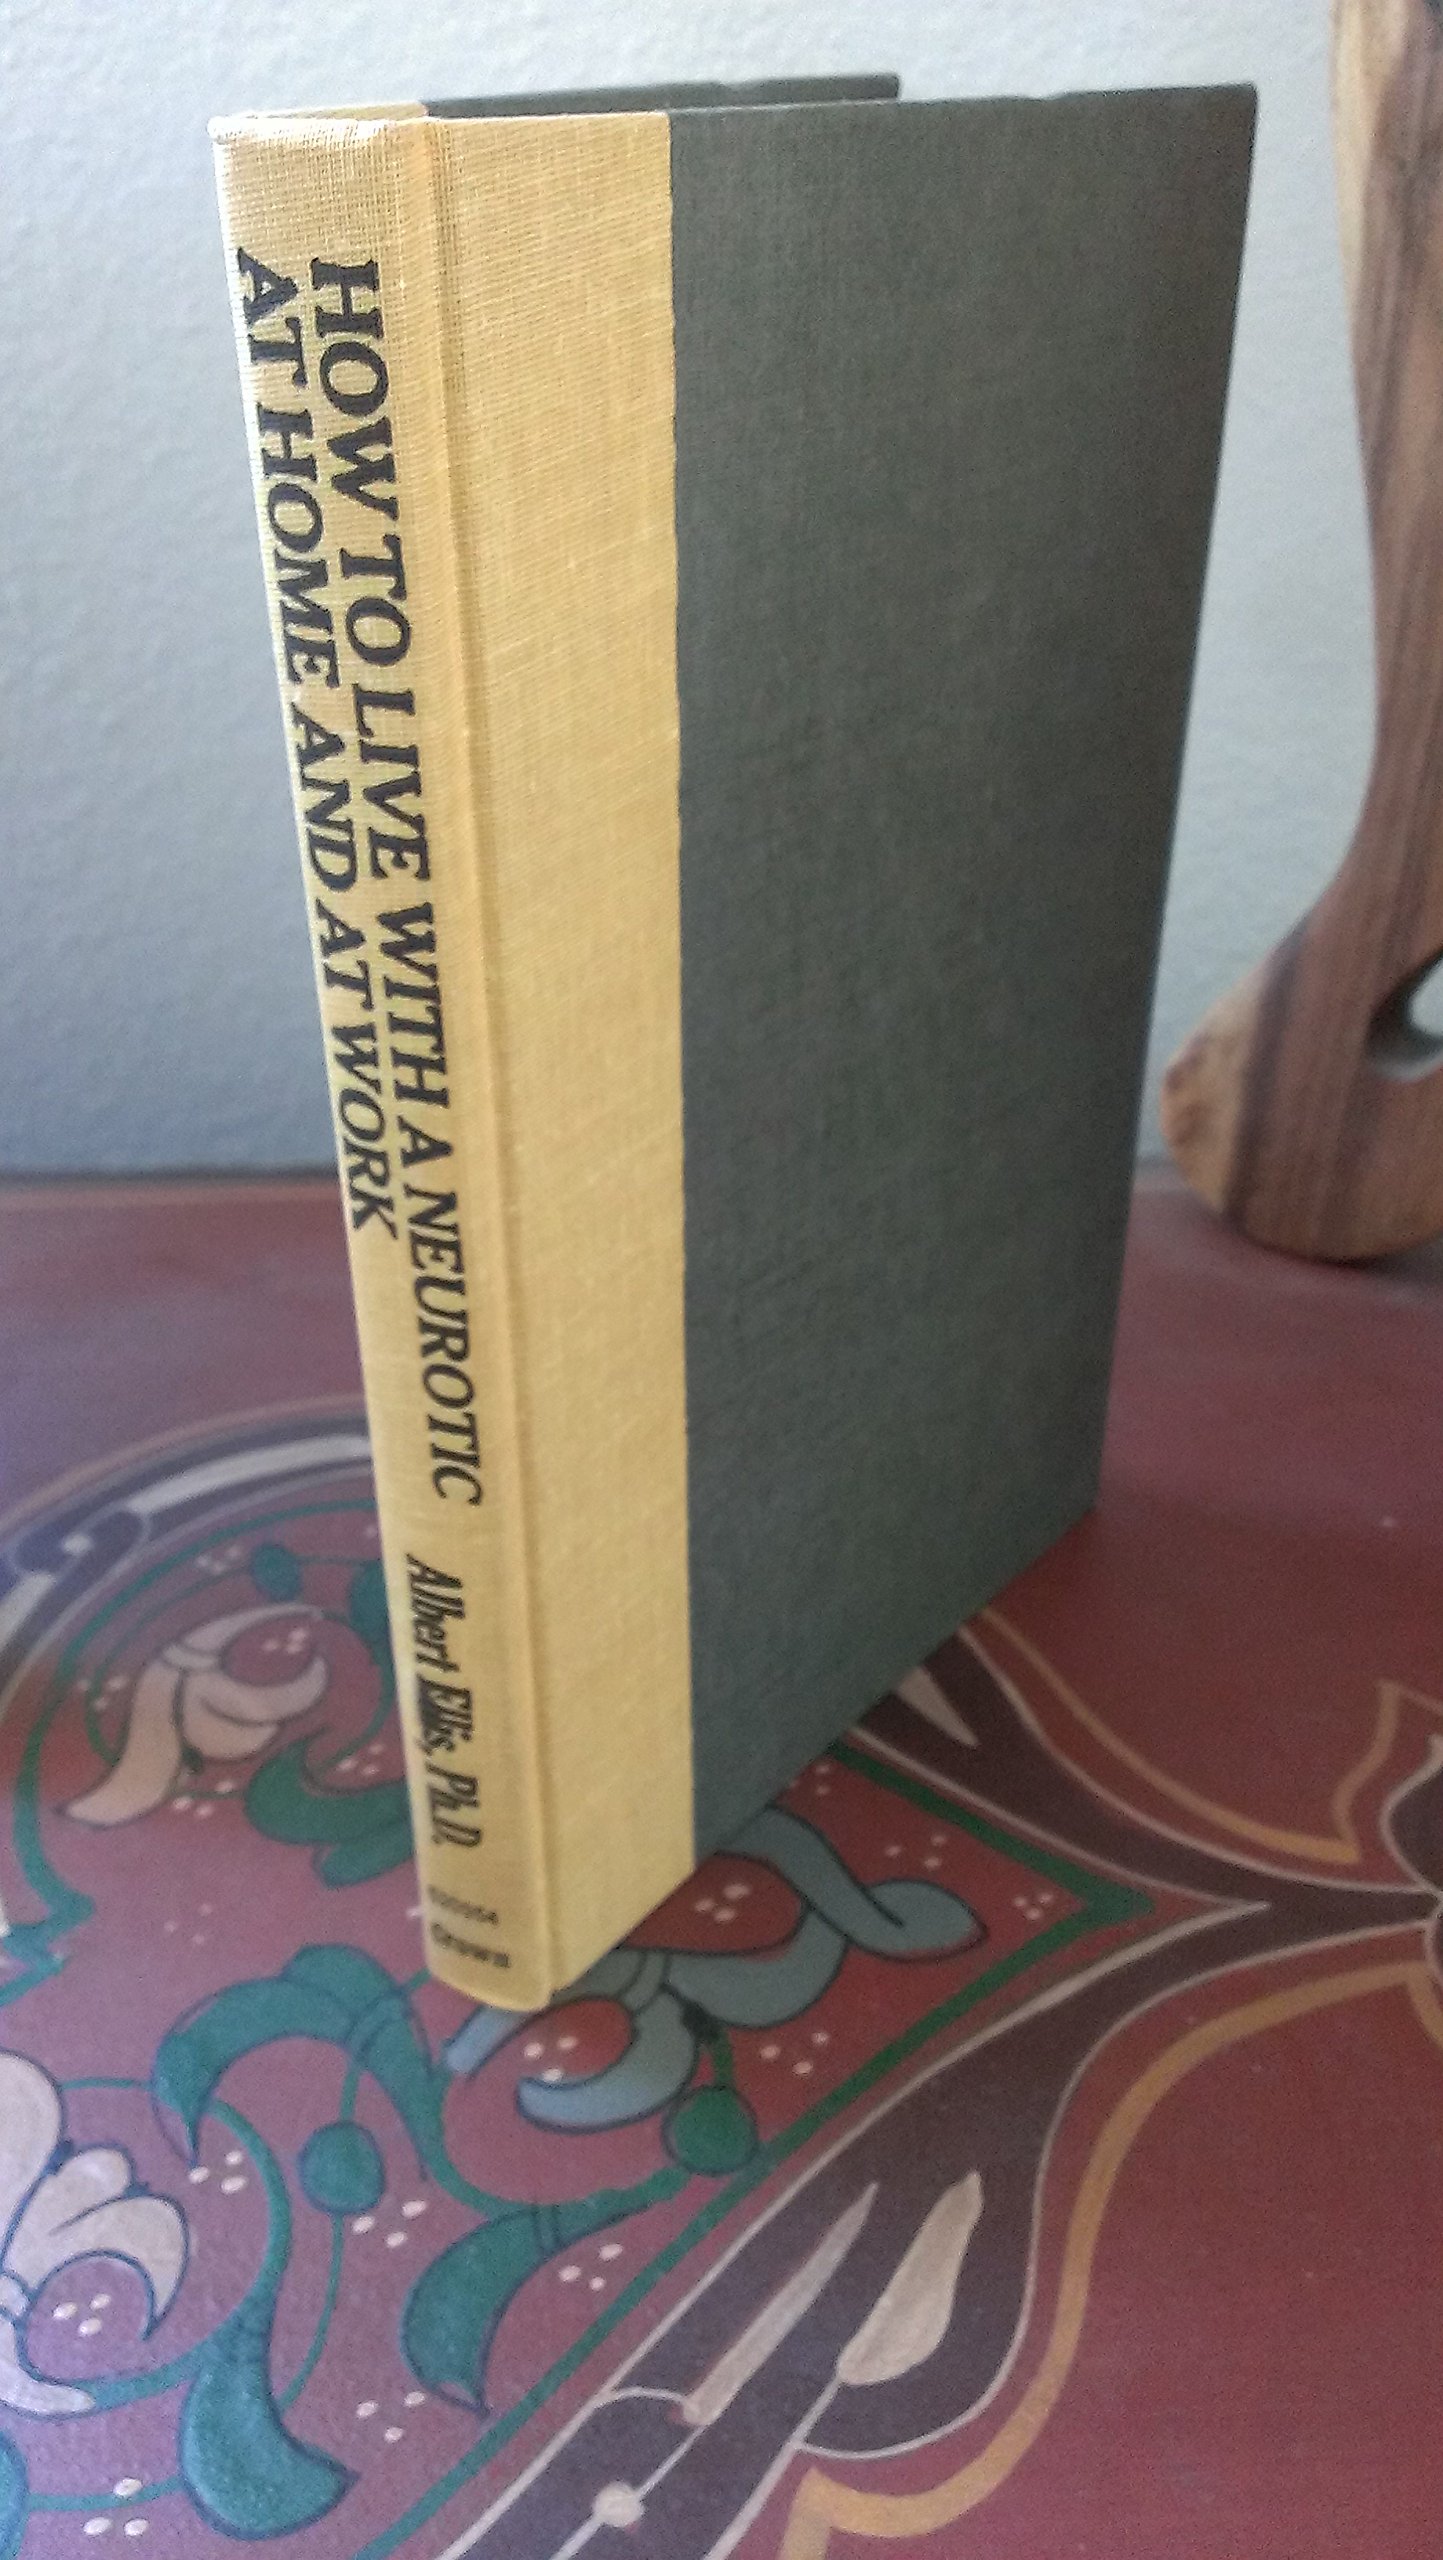 HOW TO LIVE WITH A NEUROTIC
AT HOME AND AT WORK
Albert Ellis, Ph.D.
Crown